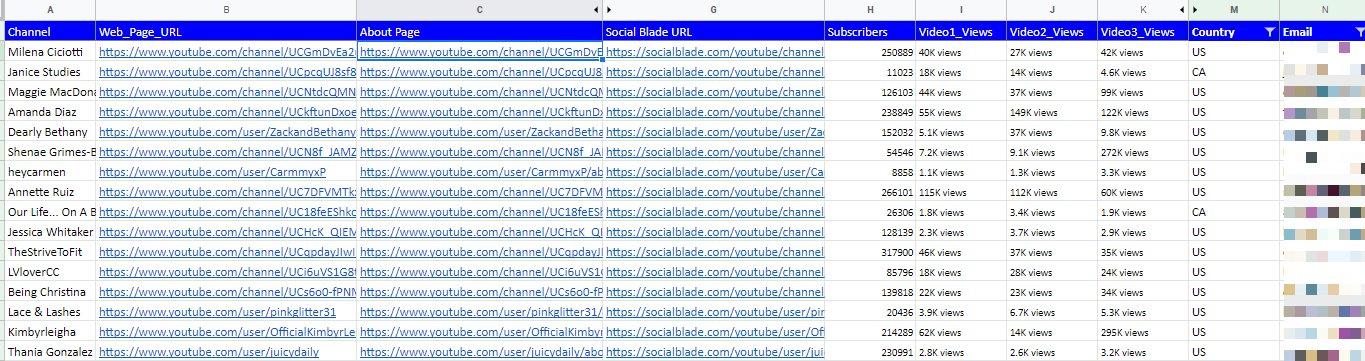 A B C G H I J K M N
Channel Web_Page_URL About Page Social Blade URL Subscribers Video1_Views Video2_Views Video3_Views Country Email
Milena Ciciotti https://www.youtube.com/channel/UCGmDvEa2 https://www.youtube.com/channel/UCGmDvE https://socialblade.com/youtube/channel 250889 40K views 27K views 42K views US
Janice Studies https://www.youtube.com/channel/UCpcqUJ8sf8 https://www.youtube.com/channel/UCpcqUJ8 https://socialblade.com/youtube/channel 11023 18K views 14K views 4.6K views CA
Maggie MacDona https://www.youtube.com/channel/UCNtdcQMN https://www.youtube.com/channel/UCNtdcQM https://socialblade.com/youtube/channel 126103 44K views 37K views 99K views US
Amanda Diaz https://www.youtube.com/channel/UCkftunDxoe https://www.youtube.com/channel/UCkftunD https://socialblade.com/youtube/channel 238849 55K views 149K views 122K views US
Dearly Bethany https://www.youtube.com/user/ZackandBethany https://www.youtube.com/user/ZackandBetha https://socialblade.com/youtube/user/Za 152032 5.1K views 37K views 9.8K views US
Shenae Grimes-B https://www.youtube.com/channel/UCN8f_JAMZ https://www.youtube.com/channel/UCN8f_JA https://socialblade.com/youtube/channel 54546 7.2K views 9.1K views 272K views US
heycarmen https://www.youtube.com/user/CarmmyxP https://www.youtube.com/user/CarmmyxP/ab https://socialblade.com/youtube/user/Ca 8858 1.1K views 1.3K views 3.3K views US
Annette Ruiz https://www.youtube.com/channel/UC7DFVMTk https://www.youtube.com/channel/UC7DFVM https://socialblade.com/youtube/channel 266101 115K views 112K views 60K views US
Our Life... On A B https://www.youtube.com/channel/UC18feEShkc https://www.youtube.com/channel/UC18feESh https://socialblade.com/youtube/channel 26306 1.8K views 3.4K views 1.9K views CA
Jessica Whitaker https://www.youtube.com/channel/UCHcK_QIEM https://www.youtube.com/channel/UCHcK_QI https://socialblade.com/youtube/channel 128139 2.3K views 3.7K views 2.9K views US
TheStriveToFit https://www.youtube.com/channel/UCqpdayJIwI https://www.youtube.com/channel/UCqpdayJ https://socialblade.com/youtube/channel 317900 46K views 37K views 35K views US
LVloverCC https://www.youtube.com/channel/UCi6uVS1G8 https://www.youtube.com/channel/UCi6uVS1 https://socialblade.com/youtube/channel 85796 18K views 28K views 24K views US
Being Christina https://www.youtube.com/channel/UCs6o0-fPN https://www.youtube.com/channel/UCs6o0-fP https://socialblade.com/youtube/channel 139818 22K views 23K views 34K views US
Lace & Lashes https://www.youtube.com/user/pinkglitter31 https://www.youtube.com/user/pinkglitter31/ https://socialblade.com/youtube/user/pi 20436 3.9K views 6.7K views 5.3K views US
Kimbyrleigha https://www.youtube.com/user/OfficialKimbyrLe https://www.youtube.com/user/OfficialKimby https://socialblade.com/youtube/user/Of 214289 62K views 14K views 295K views US
Thania Gonzalez https://www.youtube.com/user/juicydaily https://www.youtube.com/user/juicydaily/abo https://socialblade.com/youtube/user/jui 230991 2.8K views 2.6K views 3.2K views US